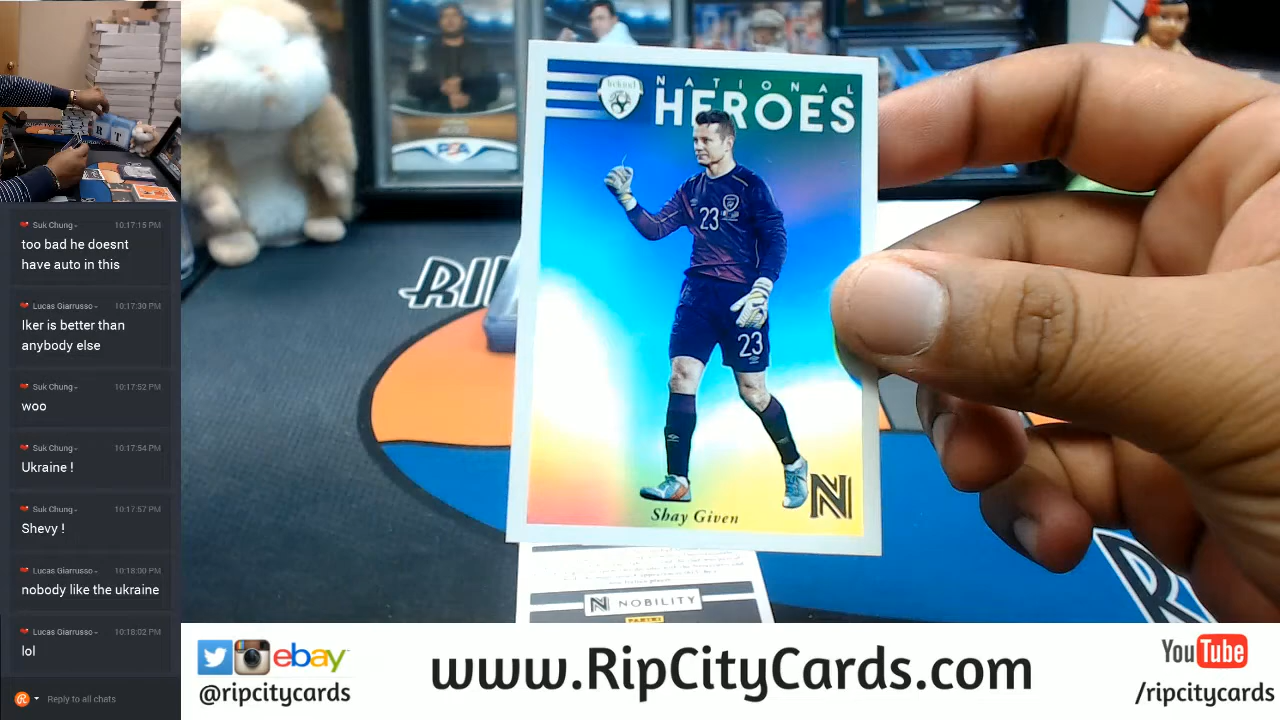 Suk Chung 10:17:15 PM
too bad he doesnt
have auto in this
Lucas Giarrusso 10:17:30 PM
Iker is better than
anybody else
Suk Chung 10:17:52 PM
woo
Suk Chung 10:17:54 PM
Ukraine !
Suk Chung 10:17:57 PM
Shevy !
Lucas Giarrusso 10:18:00 PM
nobody like the ukraine
Lucas Giarrusso 10:18:02 PM
lol
Reply to all chats
R T
PSA
RI
Ireland
NATIONAL
HEROES
23
23
N
Shay Given
N NOBILITY
PANINI
R
ebay
@ripcitycards
www.RipCityCards.com
YouTube
/ripcitycards